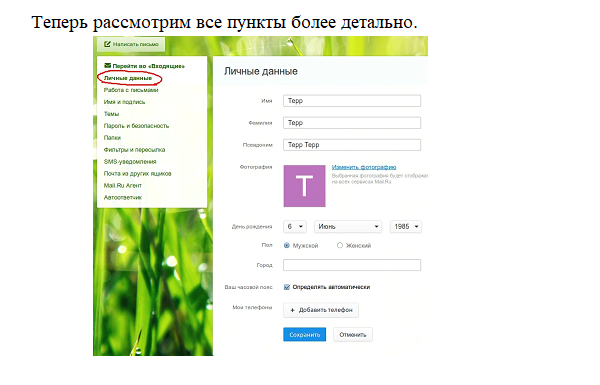 Теперь рассмотрим все пункты более детально.
Написать письмо
Перейти во «Входящие»
Личные данные
Работа с письмами
Имя и подпись
Темы
Пароль и безопасность
Папки
Фильтры и пересылка
SMS-уведомления
Почта из других ящиков
Mail.Ru Агент
Автоответчик
Личные данные
Имя Терр
Фамилия Терр
Псевдоним Терр Терр
Фотография
T
Изменить фотографию
Выбранная фотография будет отображат
на всех сервисах Mail.Ru
День рождения 6 Июнь 1985
Пол Мужской Женский
Город
Ваш часовой пояс Определять автоматически
Мои телефоны + Добавить телефон
Сохранить Отменить